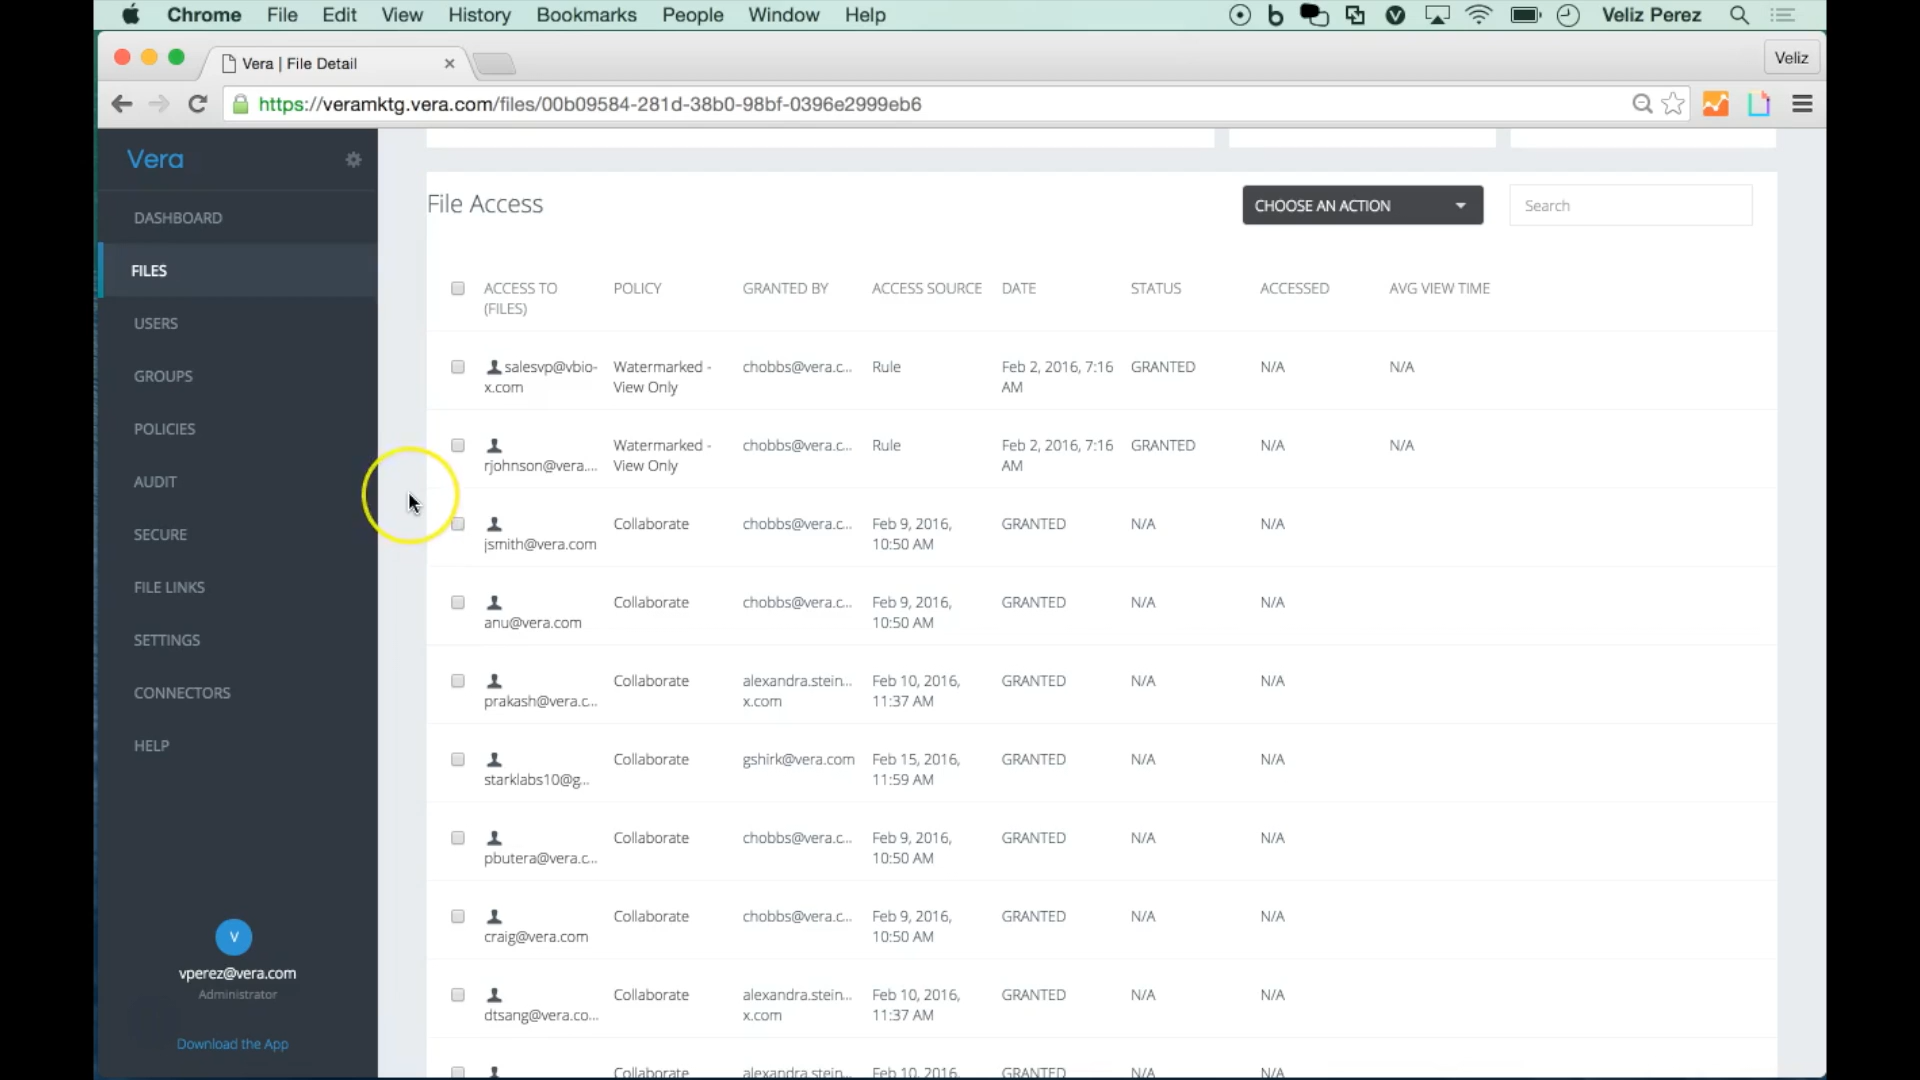 Chrome File Edit View History Bookmarks People Window Help Veliz Perez
Vera | File Detail Veliz
https://veramktg.vera.com/files/00b09584-281d-38b0-98bf-0396e2999eb6
Vera
DASHBOARD
FILES
USERS
GROUPS
POLICIES
AUDIT
SECURE
FILE LINKS
SETTINGS
CONNECTORS
HELP
V
vperez@vera.com
Administrator
Download the App
File Access CHOOSE AN ACTION Search
ACCESS TO POLICY GRANTED BY ACCESS SOURCE DATE STATUS ACCESSED AVG VIEW TIME
(FILES)
salesvp@vbio- Watermarked - chobbs@vera.c... Rule Feb 2, 2016, 7:16 GRANTED N/A N/A
x.com View Only AM
Watermarked - chobbs@vera.c... Rule Feb 2, 2016, 7:16 GRANTED N/A N/A
rjohnson@vera.... View Only AM
Collaborate chobbs@vera.c... Feb 9, 2016, GRANTED N/A N/A
jsmith@vera.com 10:50 AM
Collaborate chobbs@vera.c... Feb 9, 2016, GRANTED N/A N/A
anu@vera.com 10:50 AM
Collaborate alexandra.stein... Feb 10, 2016, GRANTED N/A N/A
prakash@vera.c... x.com 11:37 AM
Collaborate gshirk@vera.com Feb 15, 2016, GRANTED N/A N/A
starklabs10@g... 11:59 AM
Collaborate chobbs@vera.c... Feb 9, 2016, GRANTED N/A N/A
pbutera@vera.c... 10:50 AM
Collaborate chobbs@vera.c... Feb 9, 2016, GRANTED N/A N/A
craig@vera.com 10:50 AM
Collaborate alexandra.stein... Feb 10, 2016, GRANTED N/A N/A
dtsang@vera.co... x.com 11:37 AM
Collaborate alexandra.stein... Feb 10, 2016, GRANTED N/A N/A